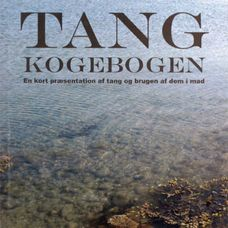 TANG
KOGEBOGEN
En kort præsentation af tang og brugen af dem i mad